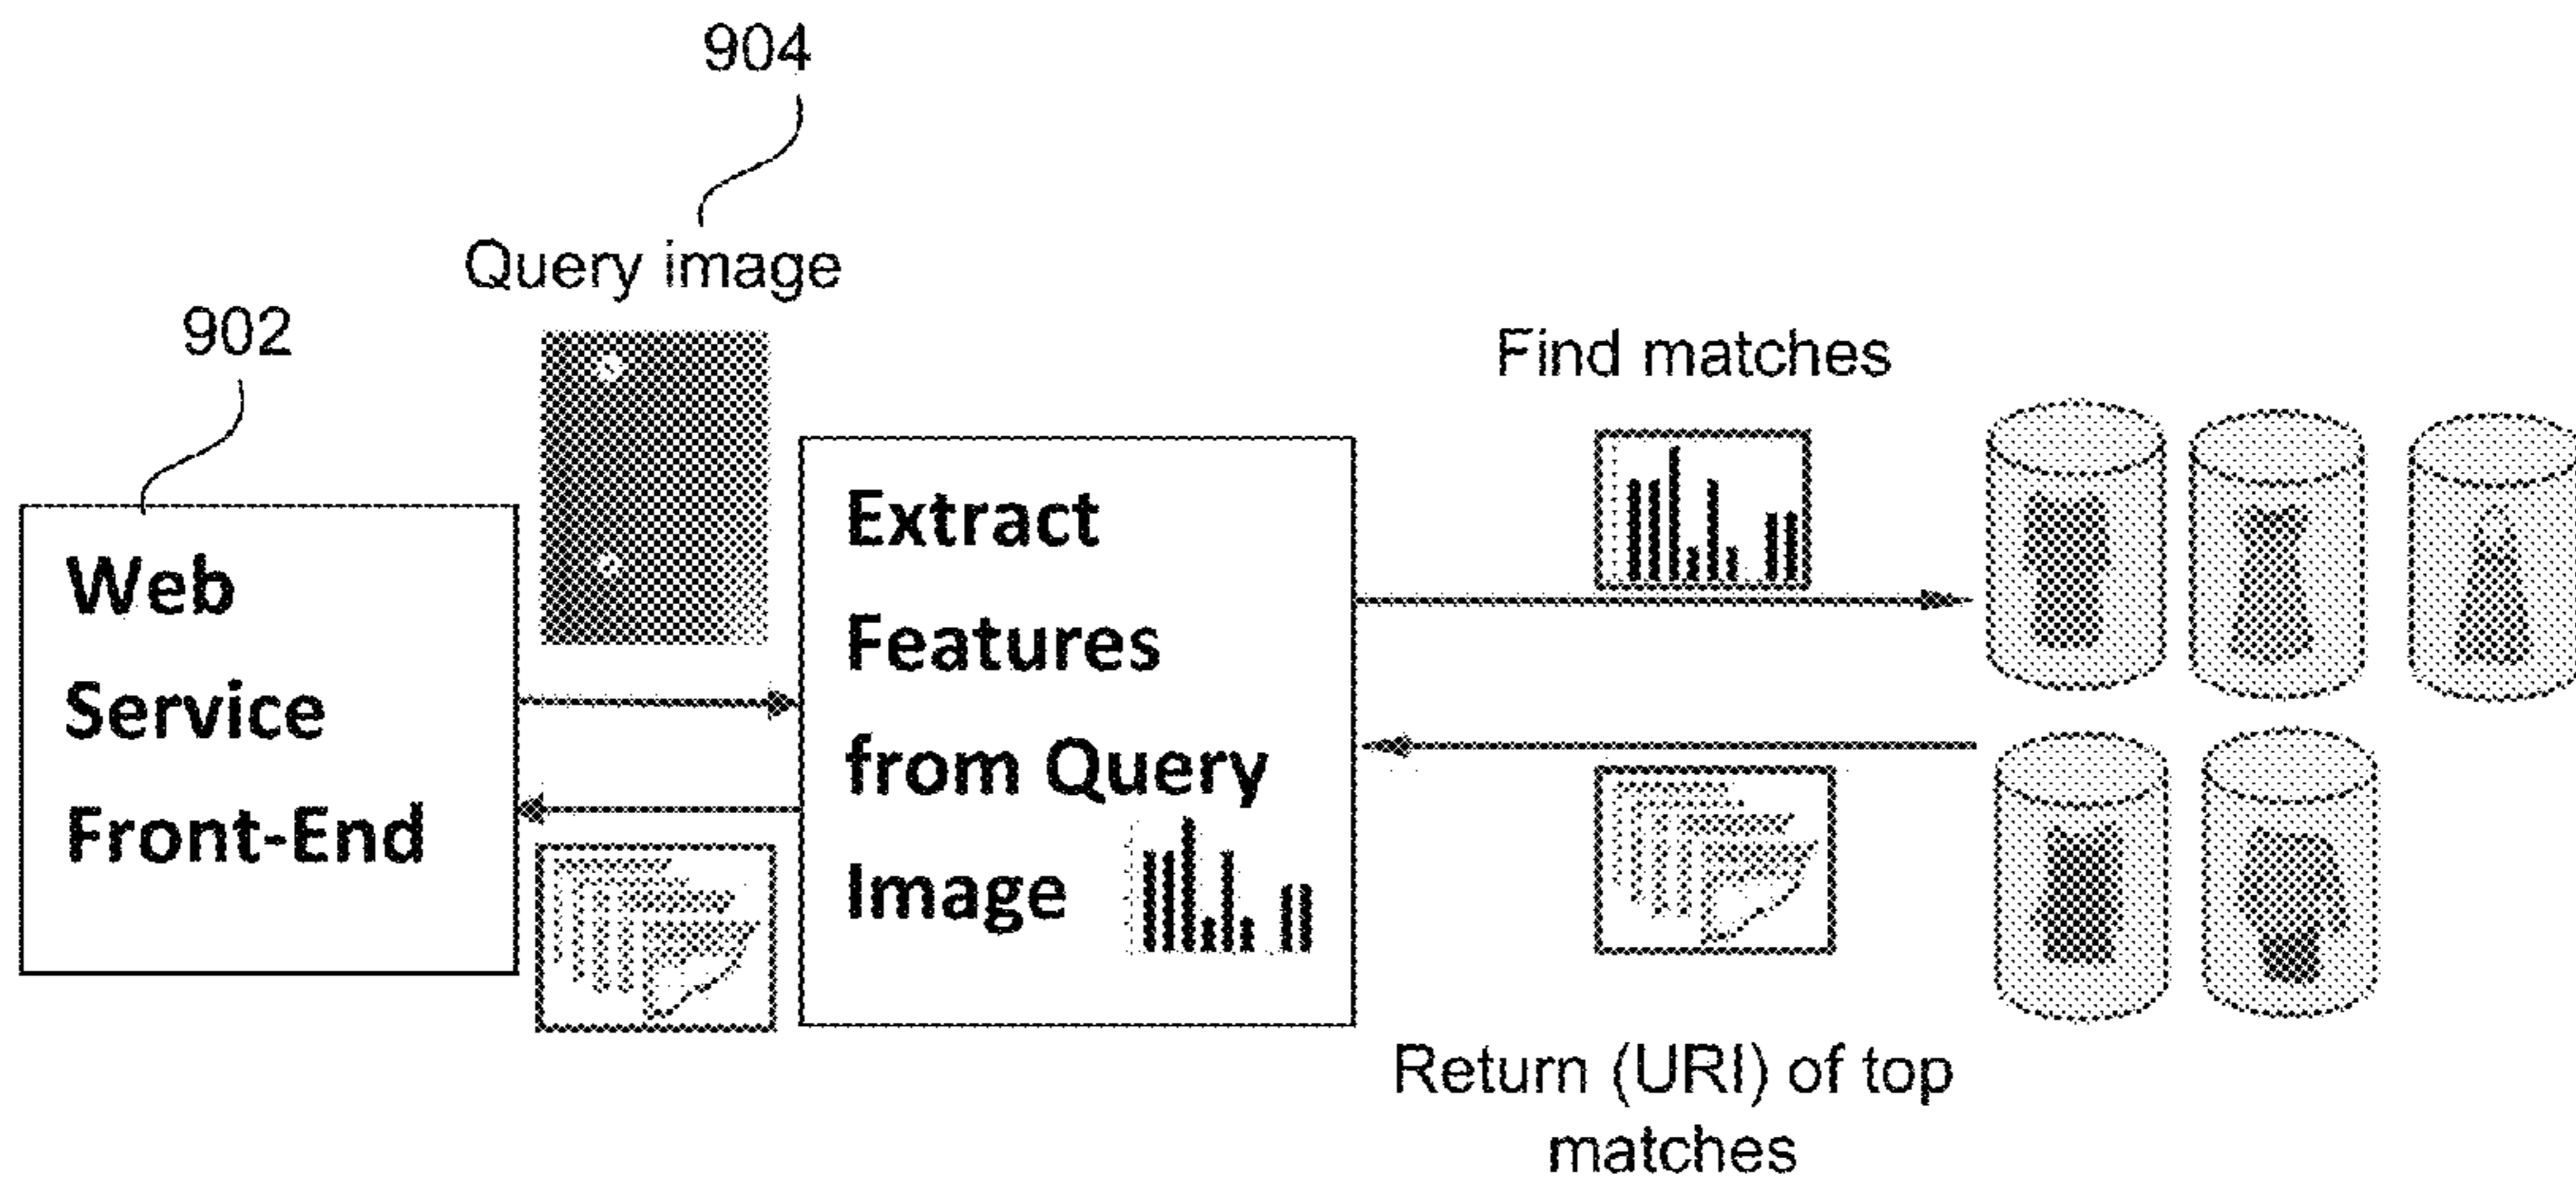 904
Query image
902
Find matches
Web
Service
Front-End
Extract
Features
from Query
Image
Return (URI) of top
matches